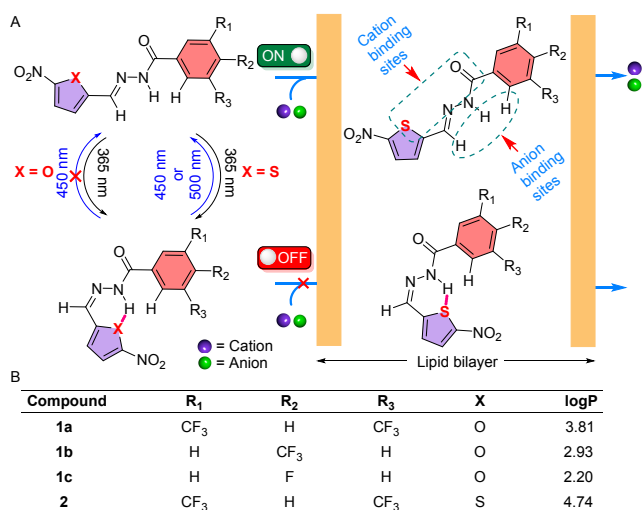 A
O₂N X N N H O H R₁ R₂ R₃
ON
Cation binding sites
O₂N S H N N H O H R₁ R₂ R₃
Anion binding sites
X = O
450 nm
365 nm
450 nm or 500 nm
365 nm
X = S
H N N H O H R₁ R₂ R₃ X NO₂
OFF
H N N H O H R₁ R₂ R₃ S NO₂
= Cation
= Anion
Lipid bilayer
B
Compound R₁ R₂ R₃ X logP
1a CF₃ H CF₃ O 3.81
1b H CF₃ H O 2.93
1c H F H O 2.20
2 CF₃ H CF₃ S 4.74